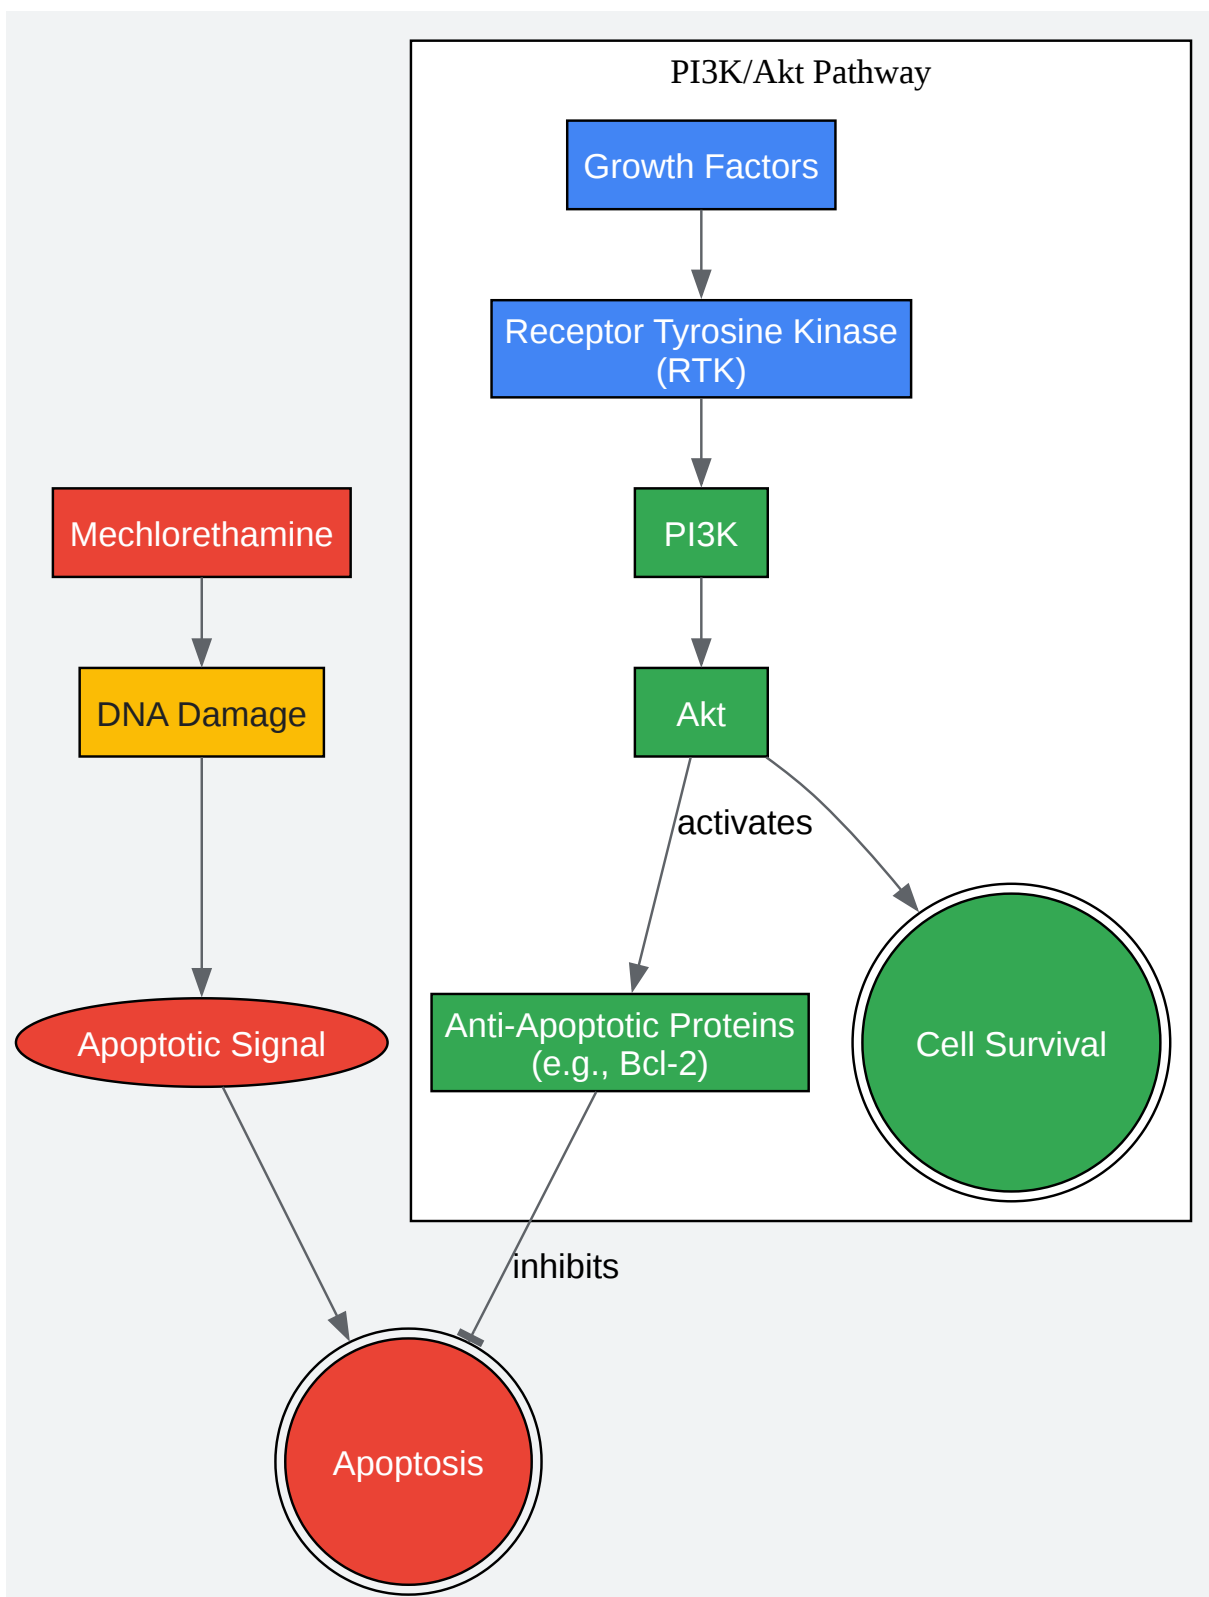 PI3K/Akt Pathway
Growth Factors
Receptor Tyrosine Kinase
(RTK)
Mechlorethamine
PI3K
DNA Damage
Akt
activates
Apoptotic Signal
Anti-Apoptotic Proteins
(e.g., Bcl-2)
Cell Survival
inhibits
Apoptosis